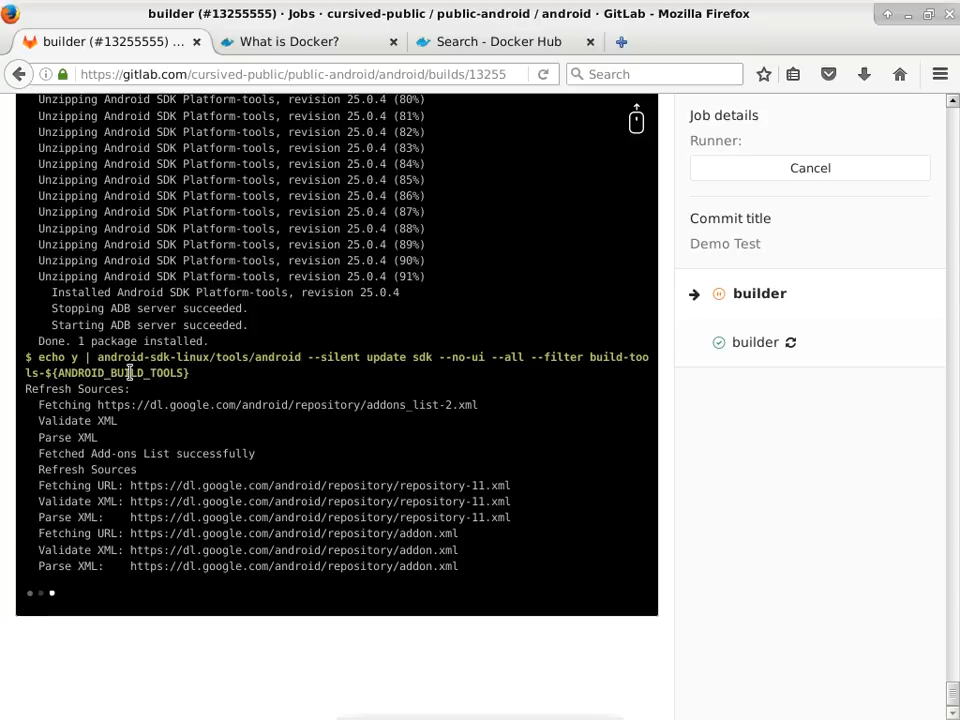 builder (#13255555) · Jobs · cursived-public / public-android / android · GitLab - Mozilla Firefox
builder (#13255555) ...
What is Docker?
Search - Docker Hub
https://gitlab.com/cursived-public/public-android/android/builds/13255
Search
Unzipping Android SDK Platform-tools, revision 25.0.4 (80%)
Unzipping Android SDK Platform-tools, revision 25.0.4 (81%)
Unzipping Android SDK Platform-tools, revision 25.0.4 (82%)
Unzipping Android SDK Platform-tools, revision 25.0.4 (83%)
Unzipping Android SDK Platform-tools, revision 25.0.4 (84%)
Unzipping Android SDK Platform-tools, revision 25.0.4 (85%)
Unzipping Android SDK Platform-tools, revision 25.0.4 (86%)
Unzipping Android SDK Platform-tools, revision 25.0.4 (87%)
Unzipping Android SDK Platform-tools, revision 25.0.4 (88%)
Unzipping Android SDK Platform-tools, revision 25.0.4 (89%)
Unzipping Android SDK Platform-tools, revision 25.0.4 (90%)
Unzipping Android SDK Platform-tools, revision 25.0.4 (91%)
Installed Android SDK Platform-tools, revision 25.0.4
Stopping ADB server succeeded.
Starting ADB server succeeded.
Done. 1 package installed.
$ echo y | android-sdk-linux/tools/android --silent update sdk --no-ui --all --filter build-too
ls-${ANDROID_BUILD_TOOLS}
Refresh Sources:
Fetching https://dl.google.com/android/repository/addons_list-2.xml
Validate XML
Parse XML
Fetched Add-ons List successfully
Refresh Sources
Fetching URL: https://dl.google.com/android/repository/repository-11.xml
Validate XML: https://dl.google.com/android/repository/repository-11.xml
Parse XML: https://dl.google.com/android/repository/repository-11.xml
Fetching URL: https://dl.google.com/android/repository/addon.xml
Validate XML: https://dl.google.com/android/repository/addon.xml
Parse XML: https://dl.google.com/android/repository/addon.xml
Job details
Runner:
Cancel
Commit title
Demo Test
builder
builder